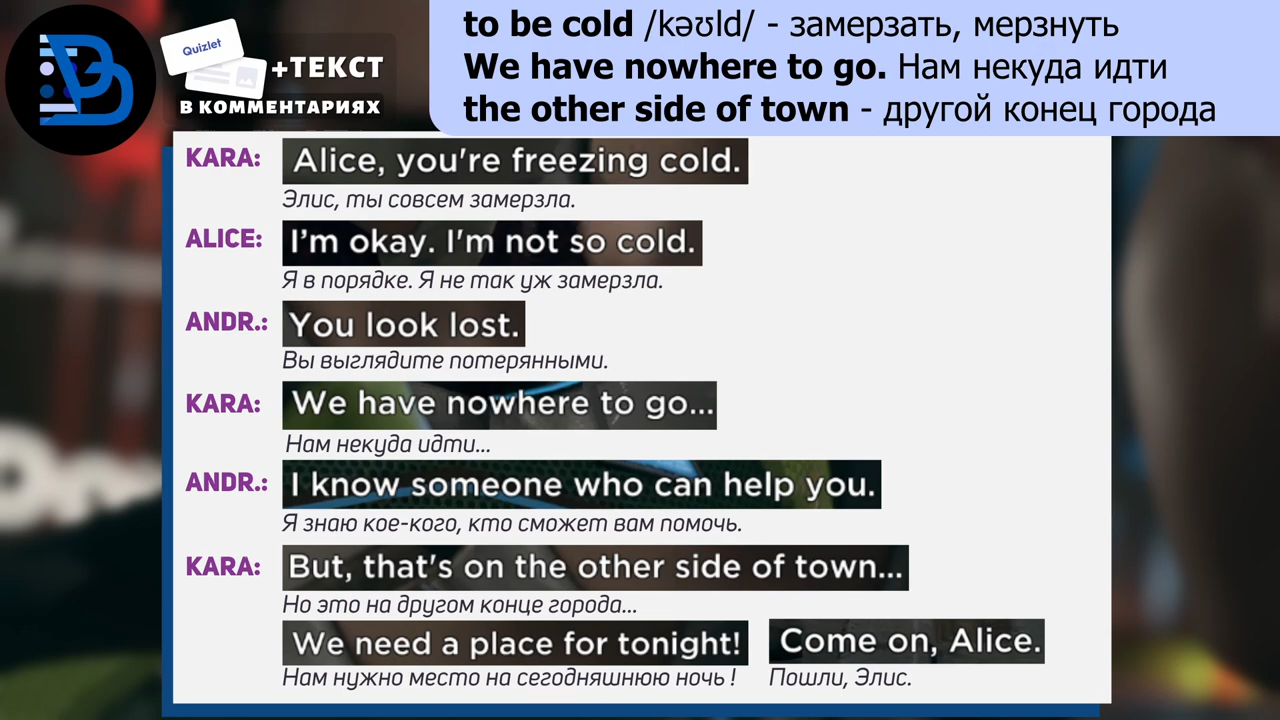 Quizlet
+ТЕКСТ
В КОММЕНТАРИЯХ
to be cold /kəʊld/ - замерзать, мерзнуть
We have nowhere to go. Нам некуда идти
the other side of town - другой конец города
KARA: Alice, you're freezing cold.
Элис, ты совсем замерзла.
ALICE: I'm okay. I'm not so cold.
Я в порядке. Я не так уж замерзла.
ANDR.: You look lost.
Вы выглядите потерянными.
KARA: We have nowhere to go...
Нам некуда идти...
ANDR.: I know someone who can help you.
Я знаю кое-кого, кто сможет вам помочь.
KARA: But, that's on the other side of town...
Но это на другом конце города...
We need a place for tonight! Come on, Alice.
Нам нужно место на сегодняшнюю ночь ! Пошли, Элис.